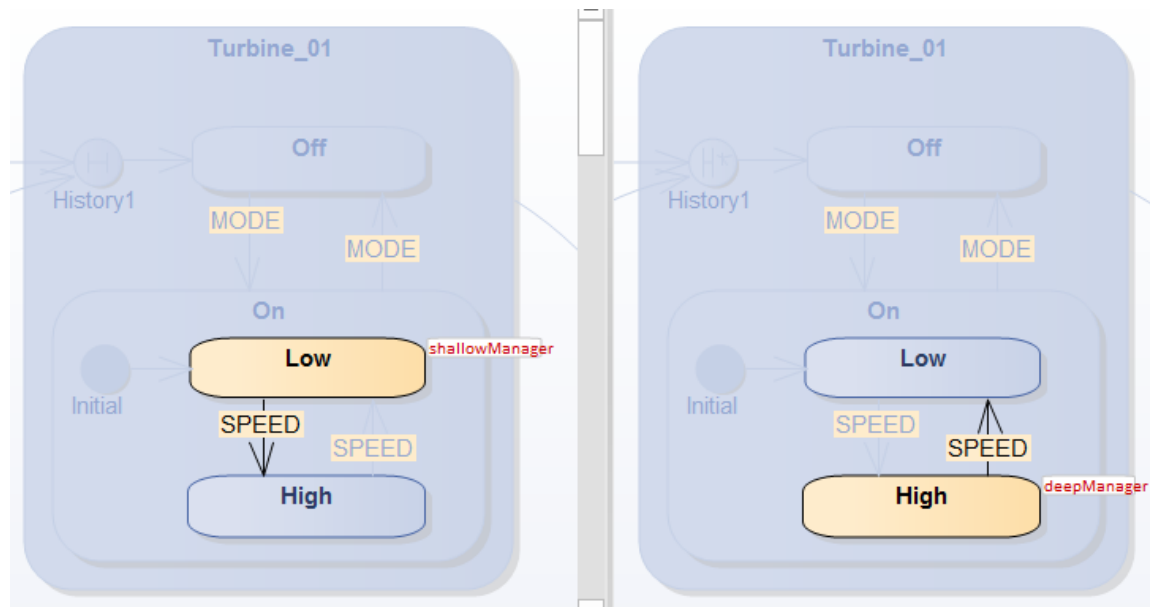 Turbine_01
H
Off
History1
MODE
MODE
On
Low
shallowManager
Initial
SPEED
SPEED
High
Turbine_01
H*
Off
History1
MODE
MODE
On
Low
Initial
SPEED
SPEED
High
deepManager